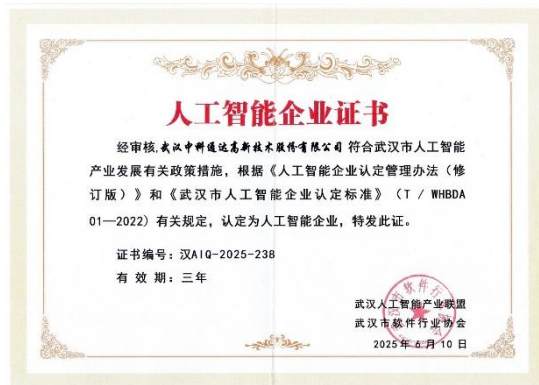 人工智能企业证书
经审核,武汉中科通达高新技术股份有限公司 符合武汉市人工智能
产业发展有关政策措施，根据《人工智能企业认定管理办法（修
订版）》和《武汉市人工智能企业认定标准》（T / WHBDA
01—2022）有关规定，认定为人工智能企业，特发此证。
证书编号：汉AIQ-2025-238
有 效 期：三年
武汉人工智能产业联盟
武汉市软件行业协会
2025年6月10日